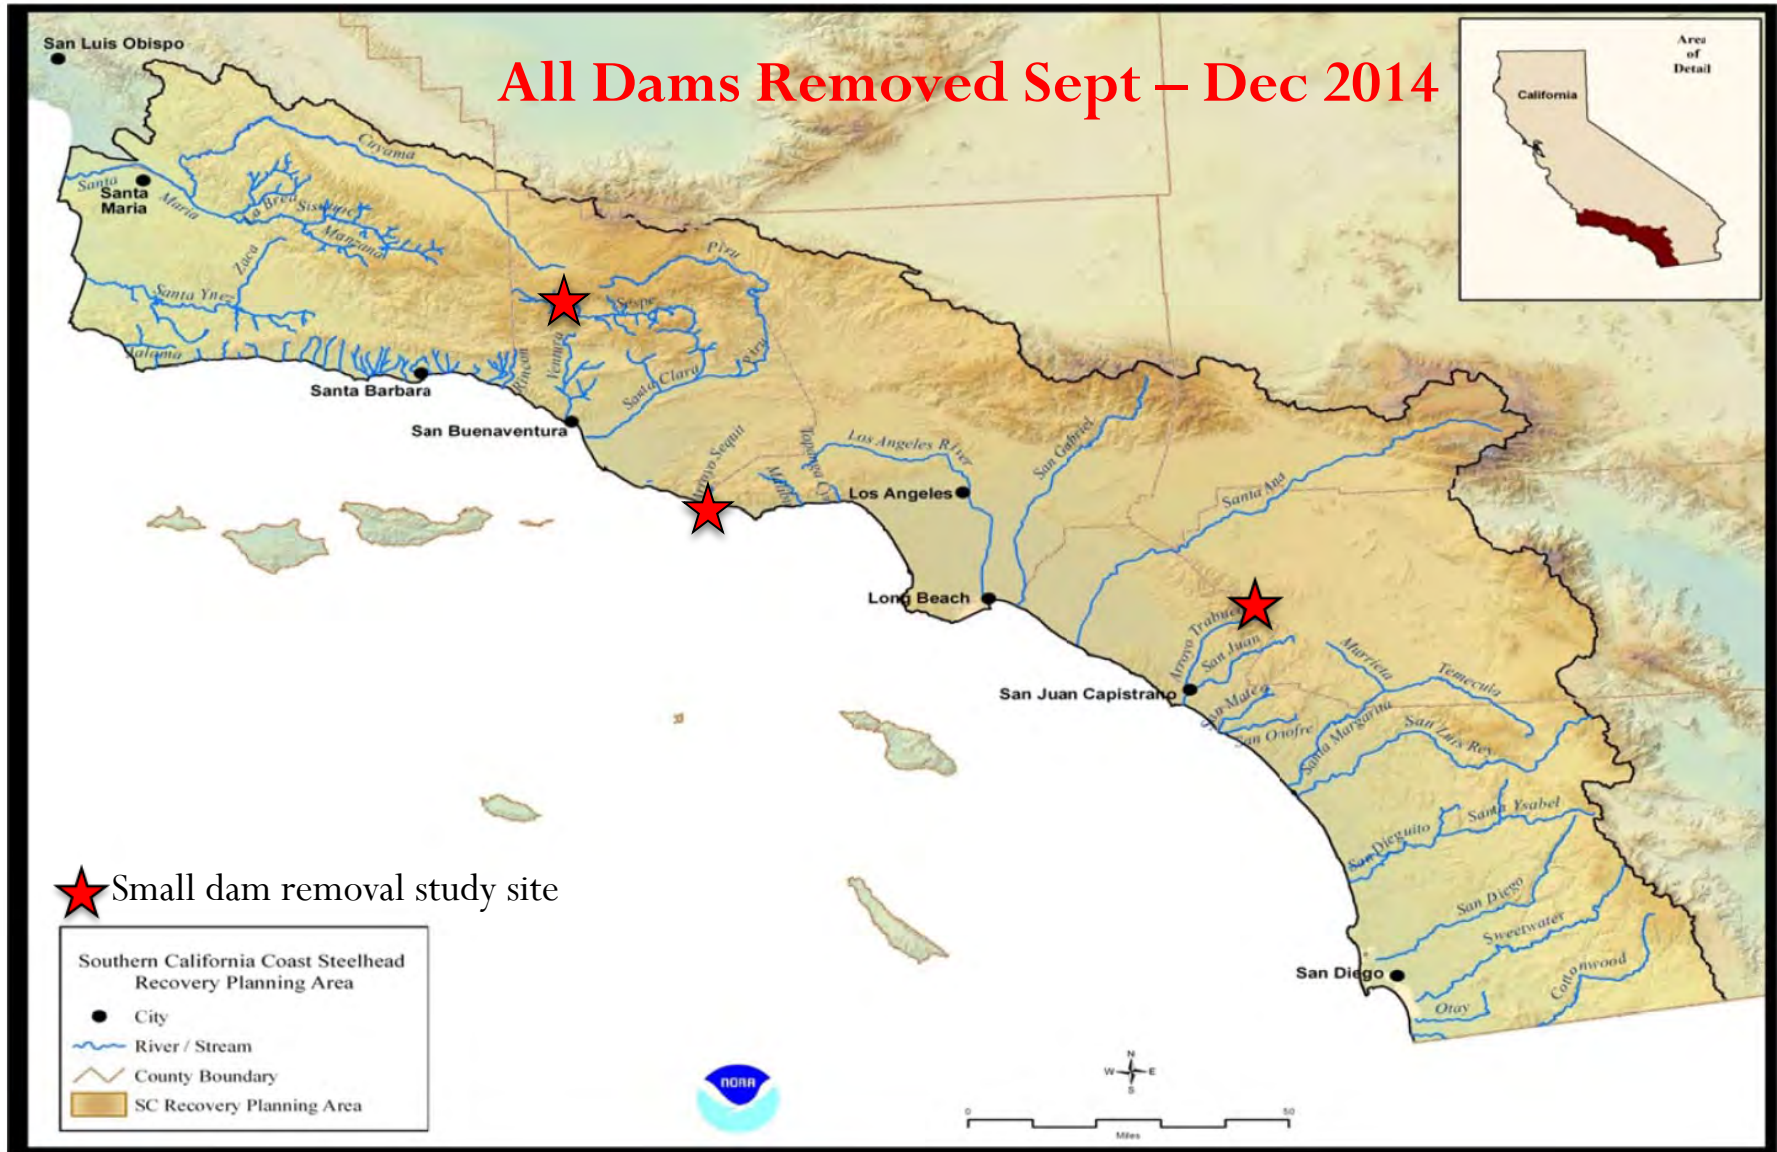 San Luis Obispo
All Dams Removed Sept – Dec 2014
Area
of
Detail
California
Cuyama
Santa
Maria
Santa
Maria
La Brea
Sisquoc
Manzana
Zaca
Santa Ynez
Jalama
Santa Barbara
Rincon
Ventura
Sespe
Piru
Piru
Santa Clara
San Buenaventura
Arroyo Sequit
Malibu
Topanga Cyn
Los Angeles River
Los Angeles
San Gabriel
Santa Ana
Long Beach
Arroyo Trabuco
San Juan
San Juan Capistrano
San Mateo
San Onofre
Santa Margarita
Murrieta
Temecula
San Luis Rey
San Dieguito
Santa Ysabel
San Diego
Sweetwater
San Diego
Otay
Cottonwood
Small dam removal study site
Southern California Coast Steelhead
Recovery Planning Area
City
River / Stream
County Boundary
SC Recovery Planning Area
NOAA
N
W E
S
0 50
Miles